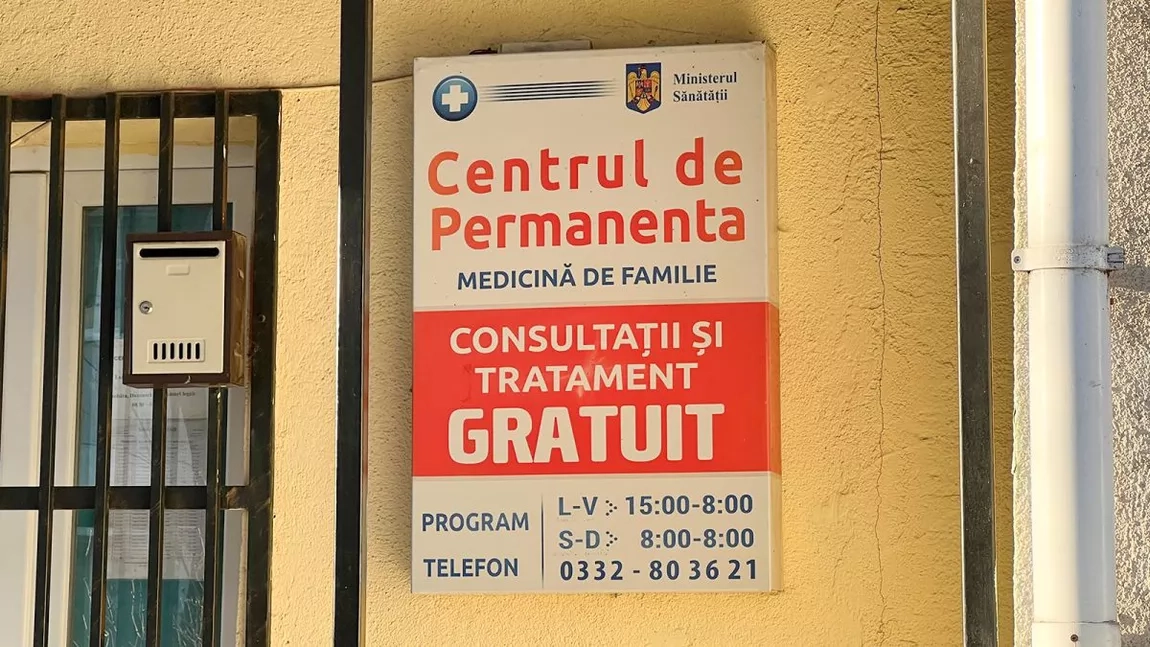 Ministerul
Sănătății
Centrul de
Permanenta
MEDICINĂ DE FAMILIE
CONSULTAȚII ȘI
TRATAMENT
GRATUIT
PROGRAM
L-V 15:00-8:00
S-D 8:00-8:00
TELEFON 0332 - 80 36 21